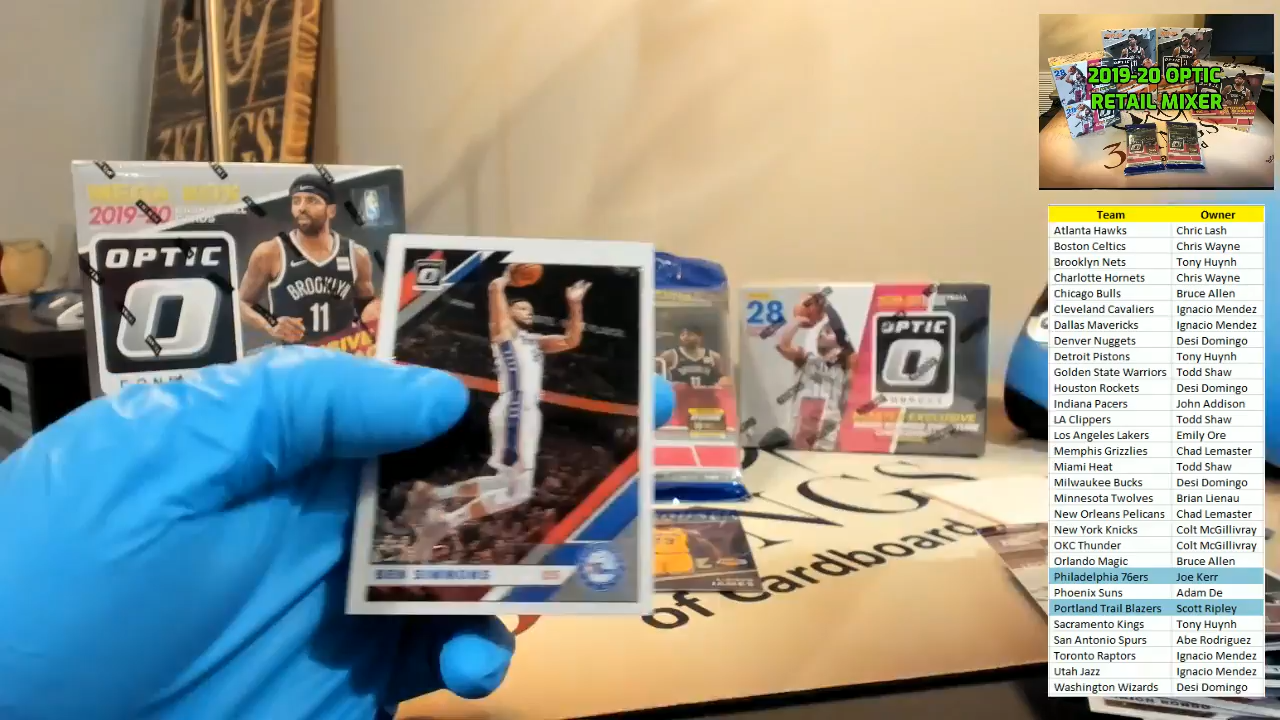 2019-20 OPTIC
RETAIL MIXER
MEGA BOX
2019-20
OPTIC
BROOKLYN
11
28
OPTIC
BEN SIMMONS
KINGS
of Cardboard
Team Owner
Atlanta Hawks Chric Lash
Boston Celtics Chris Wayne
Brooklyn Nets Tony Huynh
Charlotte Hornets Chris Wayne
Chicago Bulls Bruce Allen
Cleveland Cavaliers Ignacio Mendez
Dallas Mavericks Ignacio Mendez
Denver Nuggets Desi Domingo
Detroit Pistons Tony Huynh
Golden State Warriors Todd Shaw
Houston Rockets Desi Domingo
Indiana Pacers John Addison
LA Clippers Todd Shaw
Los Angeles Lakers Emily Ore
Memphis Grizzlies Chad Lemaster
Miami Heat Todd Shaw
Milwaukee Bucks Desi Domingo
Minnesota Twolves Brian Lienau
New Orleans Pelicans Chad Lemaster
New York Knicks Colt McGillivray
OKC Thunder Colt McGillivray
Orlando Magic Bruce Allen
Philadelphia 76ers Joe Kerr
Phoenix Suns Adam De
Portland Trail Blazers Scott Ripley
Sacramento Kings Tony Huynh
San Antonio Spurs Abe Rodriguez
Toronto Raptors Ignacio Mendez
Utah Jazz Ignacio Mendez
Washington Wizards Desi Domingo